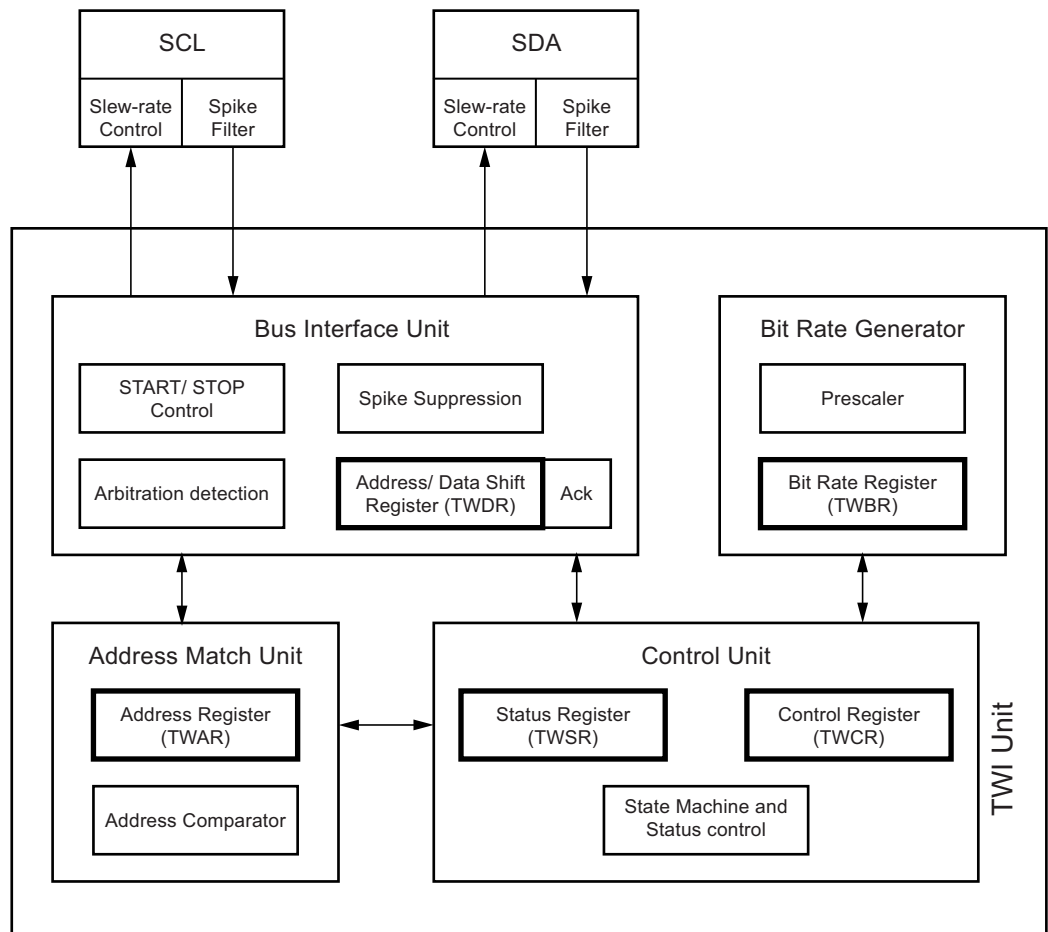 SCL
SDA
Slew-rate
Control
Spike
Filter
Slew-rate
Control
Spike
Filter
Bus Interface Unit
START/ STOP
Control
Spike Suppression
Arbitration detection
Address/ Data Shift
Register (TWDR)
Ack
Bit Rate Generator
Prescaler
Bit Rate Register
(TWBR)
Address Match Unit
Address Register
(TWAR)
Address Comparator
Control Unit
Status Register
(TWSR)
Control Register
(TWCR)
State Machine and
Status control
TWI Unit